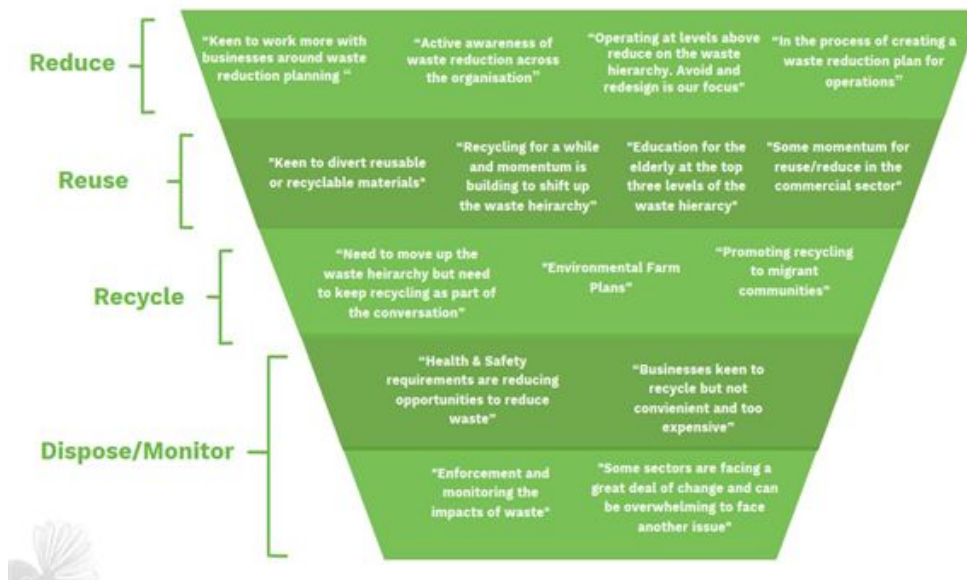 Reduce
“Keen to work more with
businesses around waste
reduction planning “
“Active awareness of
waste reduction across
the organisation”
“Operating at levels above
reduce on the waste
hierarchy. Avoid and
redesign is our focus"
“In the process of creating a
waste reduction plan for
operations”
Reuse
"Keen to divert reusable
or recyclable materials"
“Recycling for a while
and momentum is
building to shift up
the waste heirarchy”
"Education for the
elderly at the top
three levels of the
waste hierarcy"
"Some momentum for
reuse/reduce in the
commercial sector"
Recycle
“Need to move up the
waste heirarchy but need
to keep recycling as part of
the conversation”
"Environmental Farm
Plans"
“Promoting recycling
to migrant
communities”
Dispose/Monitor
“Health & Safety
requirements are reducing
opportunities to reduce
waste”
“Businesses keen to
recycle but not
convienient and too
expensive”
"Enforcement and
monitoring the
impacts of waste"
"Some sectors are facing a
great deal of change and can
be overwhelming to face
another issue"